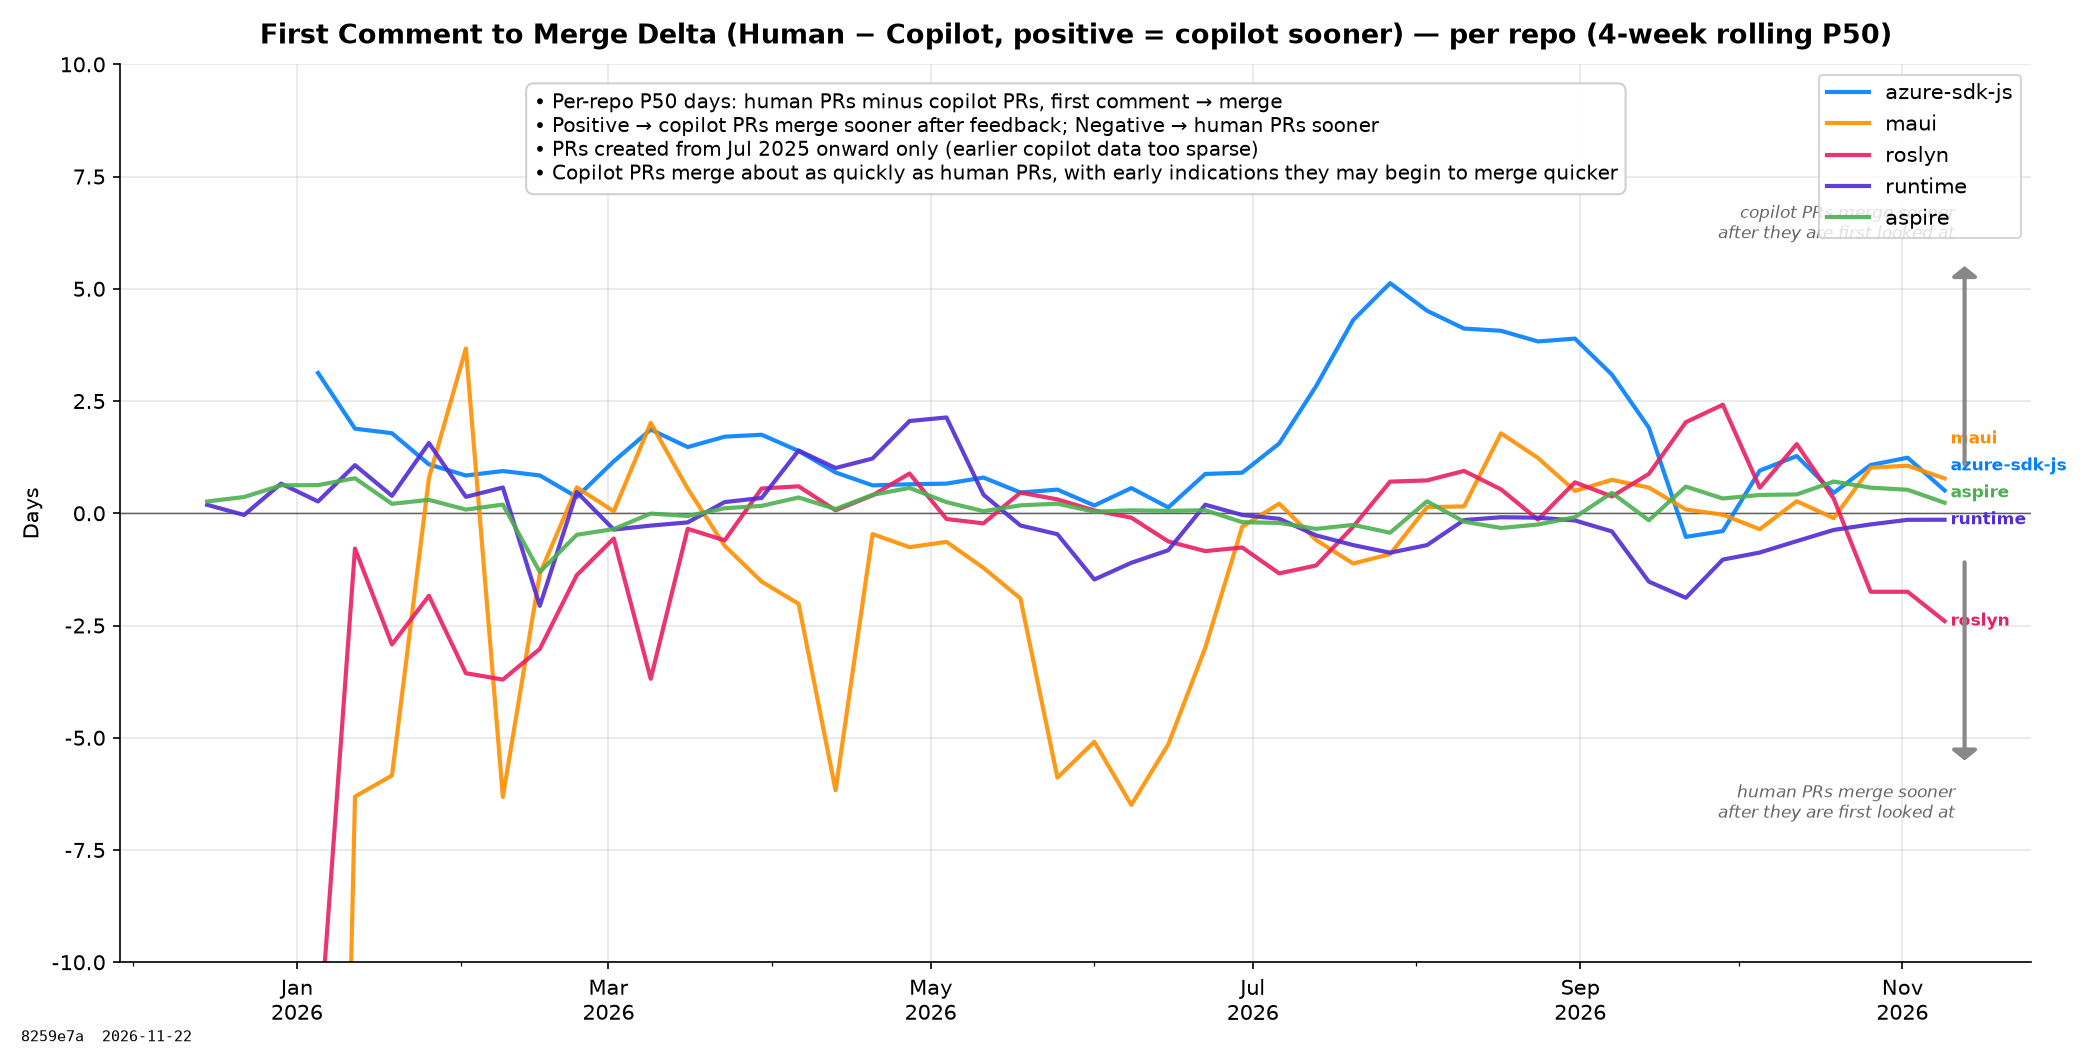 First Comment to Merge Delta (Human − Copilot, positive = copilot sooner) — per repo (4-week rolling P50)
• Per-repo P50 days: human PRs minus copilot PRs, first comment → merge
• Positive → copilot PRs merge sooner after feedback; Negative → human PRs sooner
• PRs created from Jul 2025 onward only (earlier copilot data too sparse)
• Copilot PRs merge about as quickly as human PRs, with early indications they may begin to merge quicker
azure-sdk-js
maui
roslyn
runtime
aspire
copilot PRs merge sooner
after they are first looked at
Days
10.0
7.5
5.0
2.5
0.0
-2.5
-5.0
-7.5
-10.0
maui
azure-sdk-js
aspire
runtime
roslyn
human PRs merge sooner
after they are first looked at
Jan
2026
Mar
2026
May
2026
Jul
2026
Sep
2026
Nov
2026
8259e7a 2026-11-22